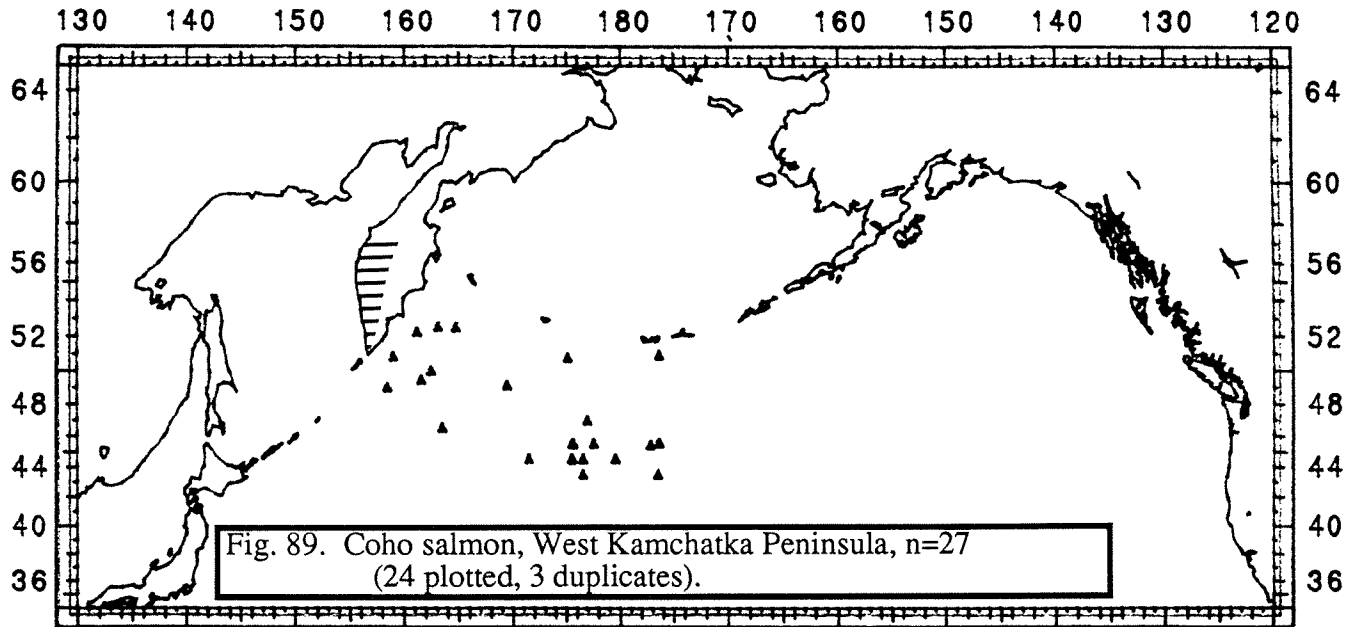 130 140 150 160 170 180 170 160 150 140 130 120
64 64
60 60
56 56
52 52
48 48
44 44
40 40
36 36
Fig. 89. Coho salmon, West Kamchatka Peninsula, n=27
(24 plotted, 3 duplicates).